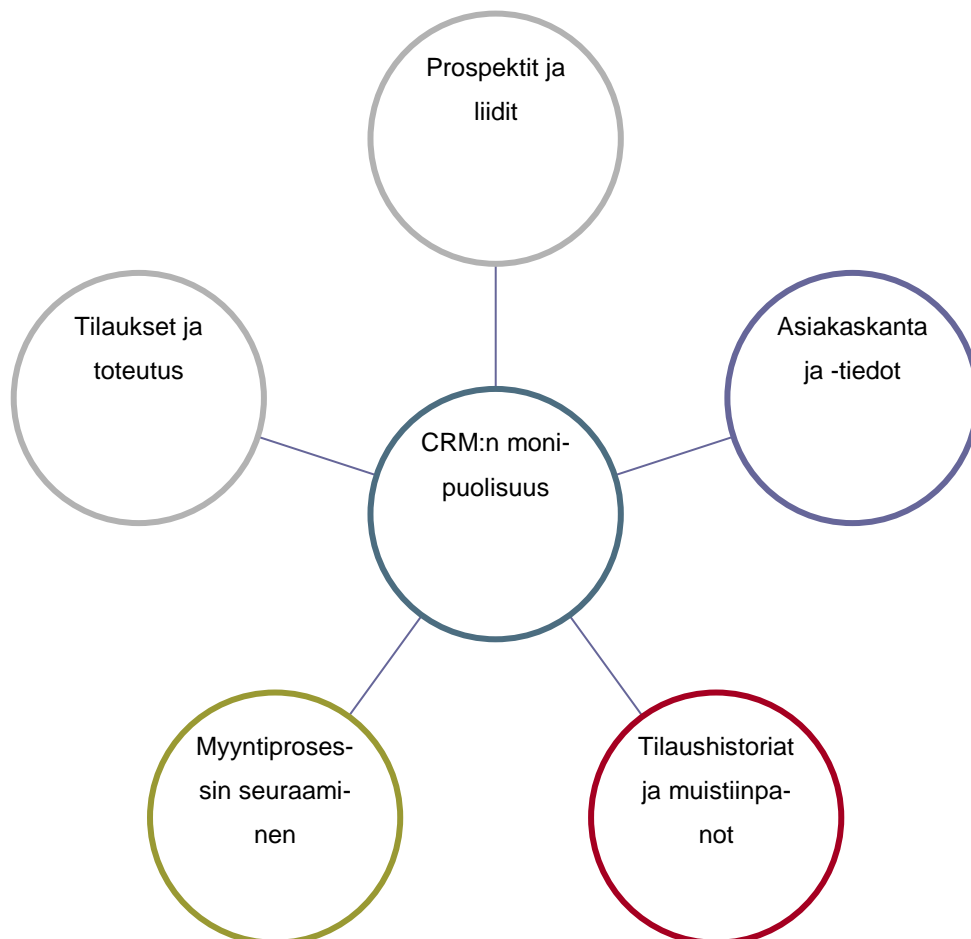 Prospektit ja
liidit
Tilaukset ja
toteutus
Asiakaskanta
ja -tiedot
CRM:n moni-
puolisuus
Myyntiproses-
sin seuraami-
nen
Tilaushistoriat
ja muistiinpa-
not